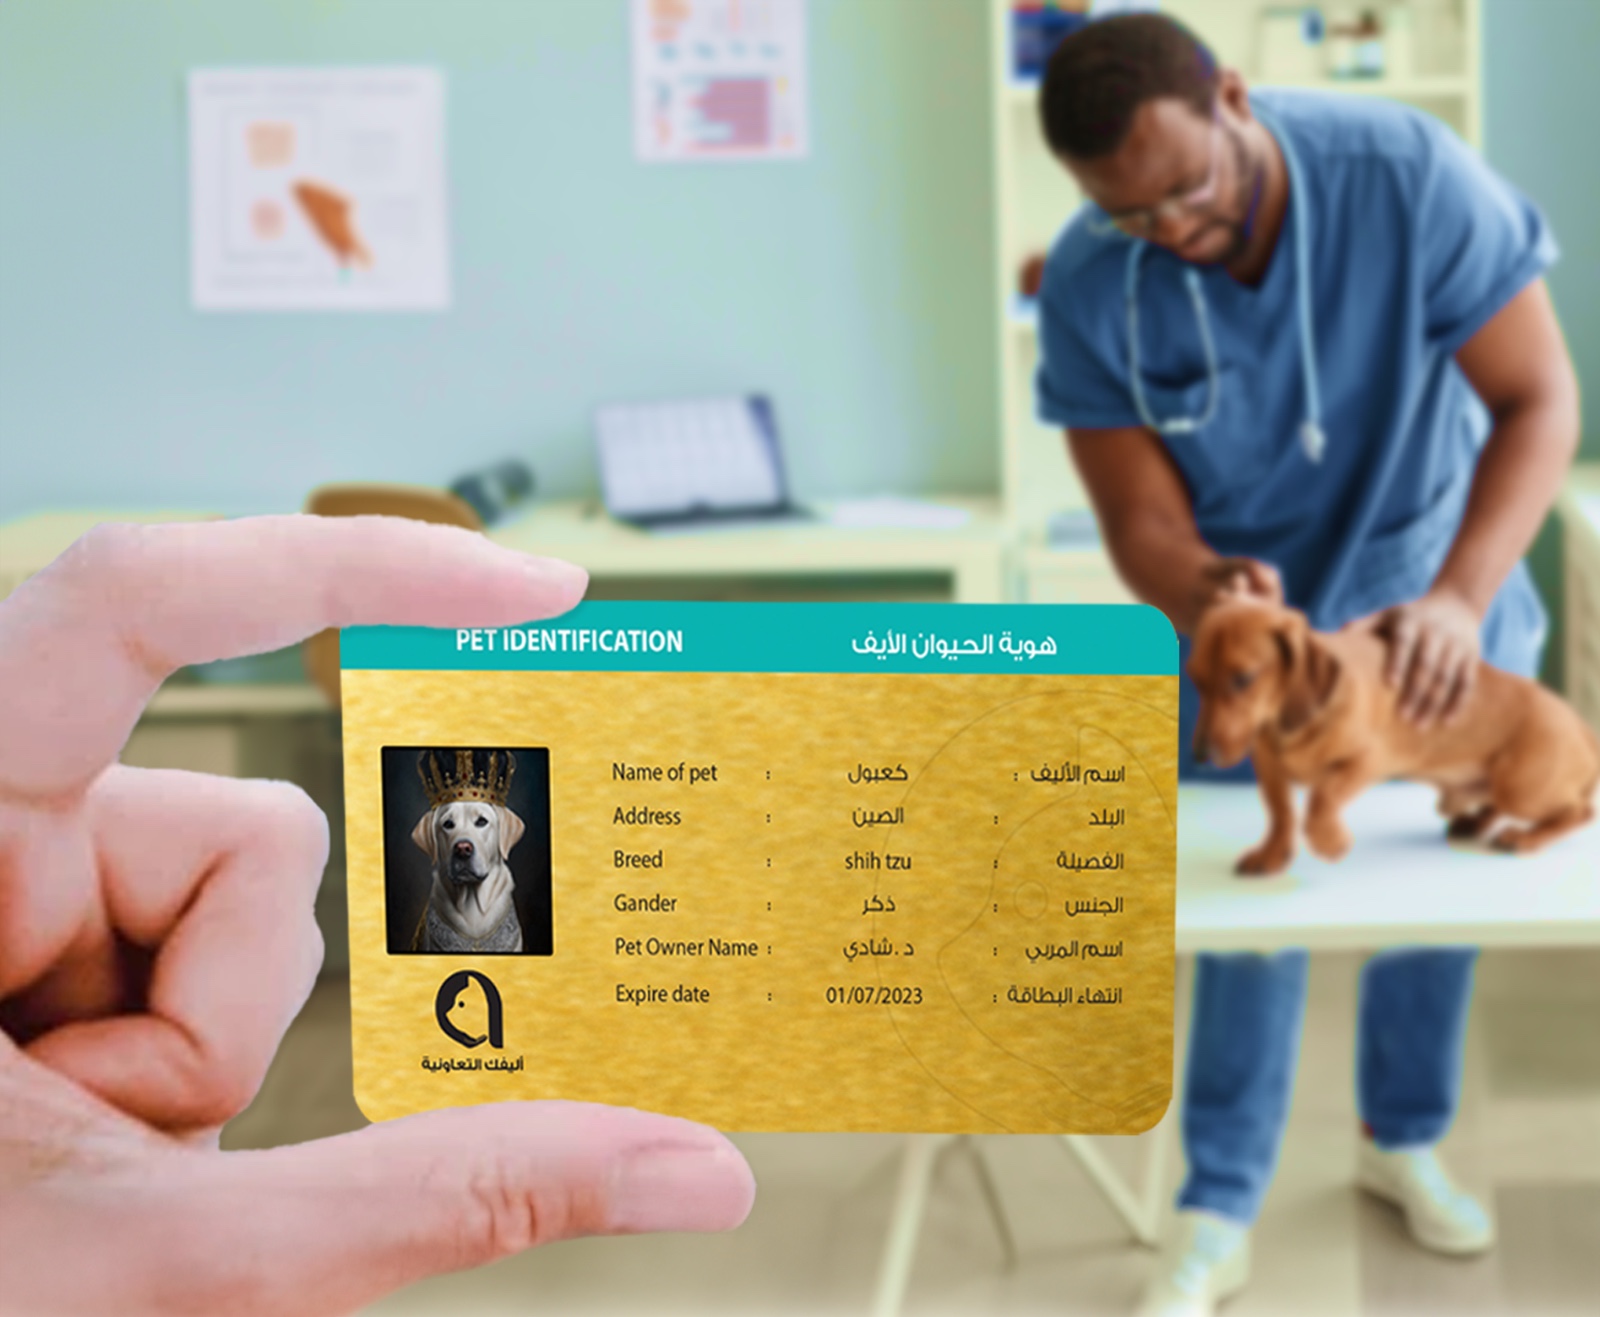 PET IDENTIFICATION هوية الحيوان الأيف
Name of pet : كعبول : اسم الأليف
Address : الصين : البلد
Breed : shih tzu : الفصيلة
Gander : ذكر : الجنس
Pet Owner Name : د.شادي : اسم المربي
Expire date : 01/07/2023 : انتهاء البطاقة
أليفك التعاونية